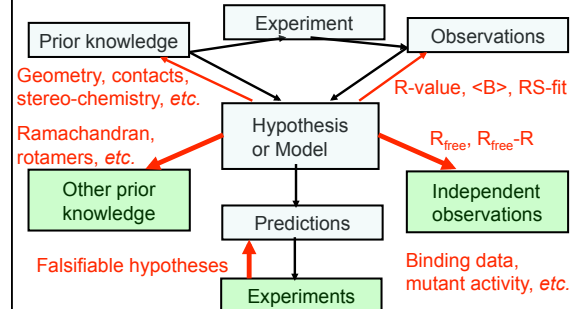 Experiment
Prior knowledge
Observations
Geometry, contacts,
stereo-chemistry, etc.
R-value, <B>, RS-fit
Hypothesis
or Model
Ramachandran,
rotamers, etc.
Rfree, Rfree-R
Other prior
knowledge
Independent
observations
Predictions
Falsifiable hypotheses
Binding data,
mutant activity, etc.
Experiments